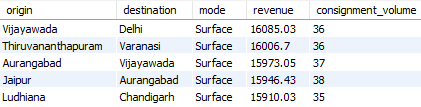 origin destination mode revenue consignment_volume
Vijayawada Delhi Surface 16085.03 36
Thiruvananthapuram Varanasi Surface 16006.7 36
Aurangabad Vijayawada Surface 15973.05 37
Jaipur Aurangabad Surface 15946.43 38
Ludhiana Chandigarh Surface 15910.03 35